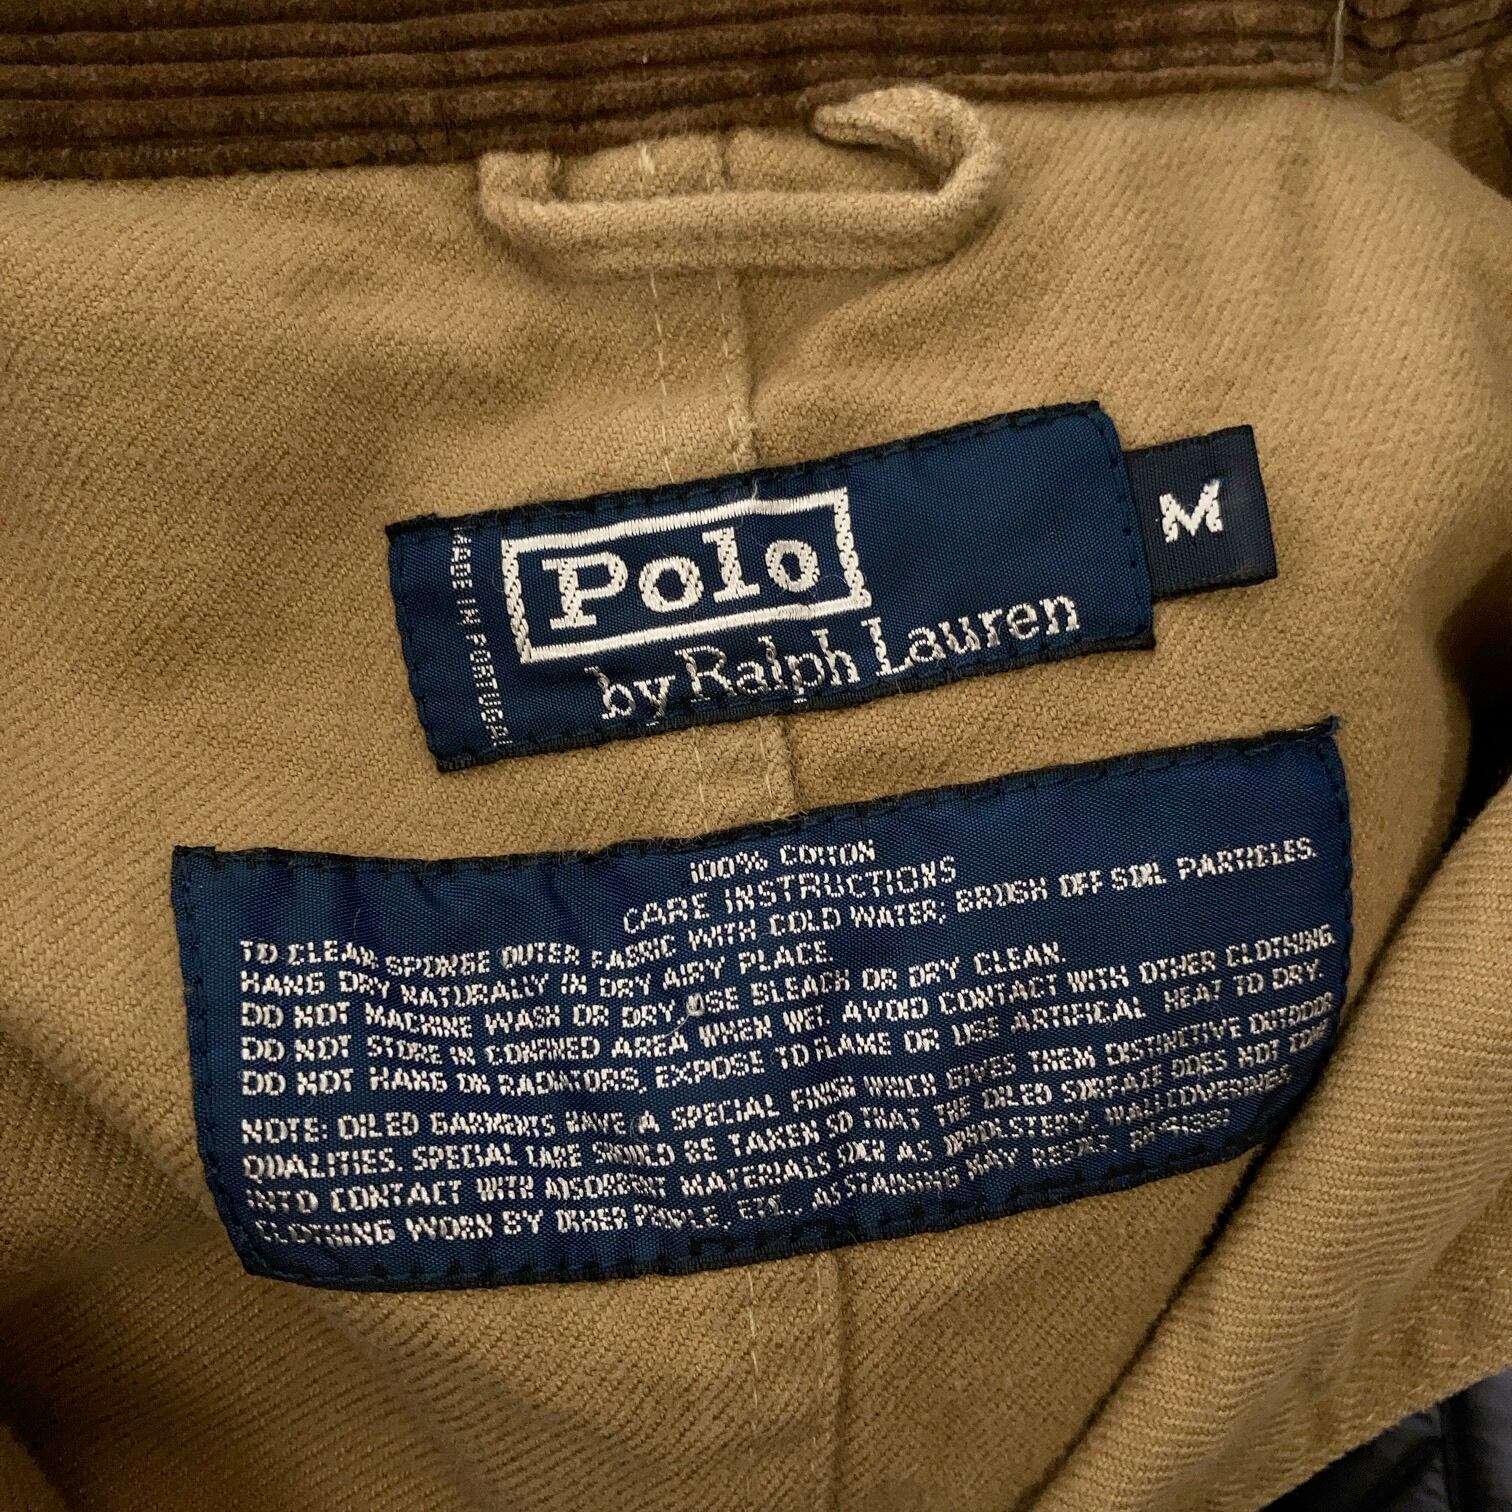 MADE IN PORTUGAL
Polo
by Ralph Lauren
M
100% COTTON
CARE INSTRUCTIONS
TO CLEAN, SPONGE OUTER FABRIC WITH COLD WATER; BRUSH OFF SOIL PARTICLES.
HANG DRY NATURALLY IN DRY AIRY PLACE
DO NOT MACHINE WASH OR DRY, USE BLEACH OR DRY CLEAN.
DO NOT STORE IN CONFINED AREA WHEN WET. AVOID CONTACT WITH OTHER CLOTHING.
DO NOT HANG ON RADIATORS, EXPOSE TO FLAME OR USE ARTIFICAL HEAT TO DRY.
NOTE: OILED GARMENTS HAVE A SPECIAL FINISH WHICH GIVES THEM DISTINCTIVE OUTDOOR
QUALITIES. SPECIAL CARE SHOULD BE TAKEN SO THAT THE OILED SURFACE DOES NOT COME
INTO CONTACT WITH ABSORBENT MATERIALS SUCH AS UPHOLSTERY, WALLCOVERINGS,
CLOTHING WORN BY OTHER PEOPLE, ETC., AS STAINING MAY RESULT.